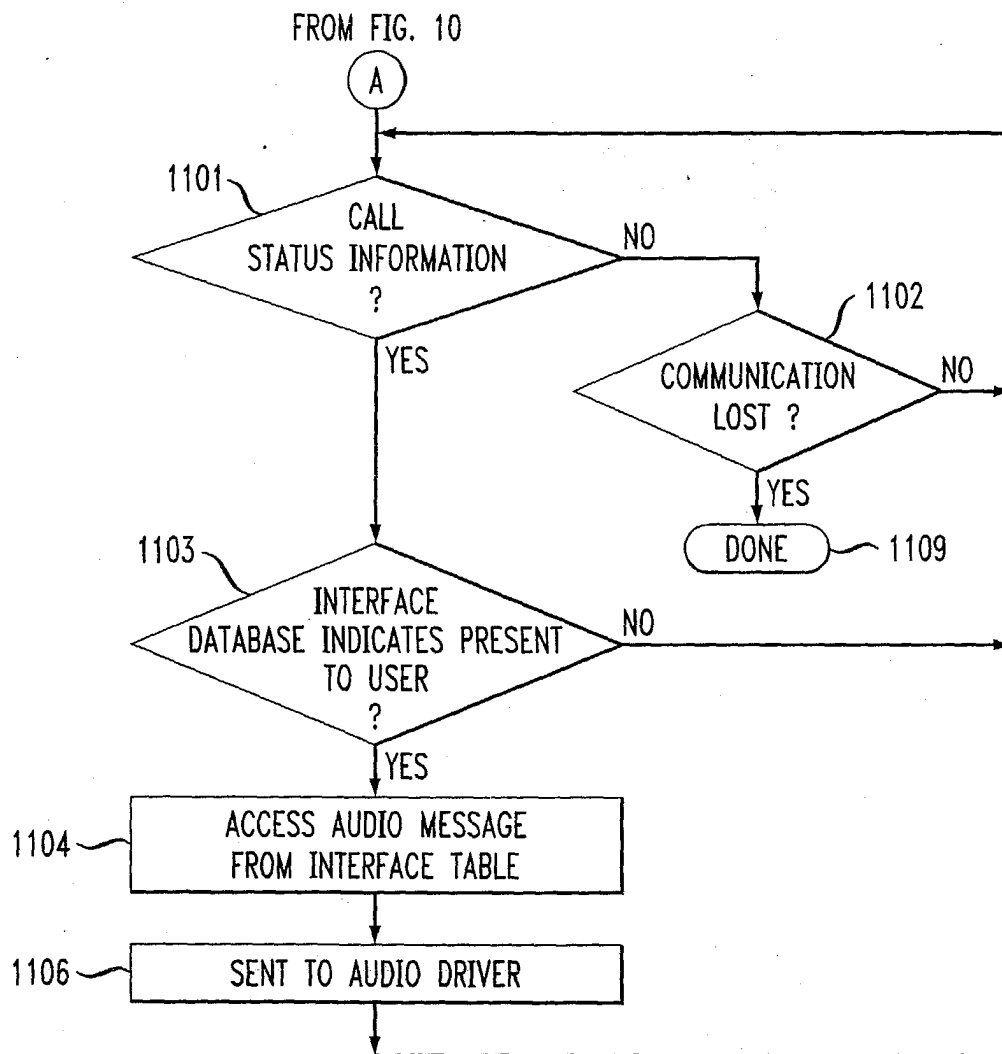 FROM FIG. 10
A
1101
CALL
STATUS INFORMATION
?
NO
YES
1102
COMMUNICATION
LOST ?
NO
YES
DONE
1109
1103
INTERFACE
DATABASE INDICATES PRESENT
TO USER
?
NO
YES
1104
ACCESS AUDIO MESSAGE
FROM INTERFACE TABLE
1106
SENT TO AUDIO DRIVER